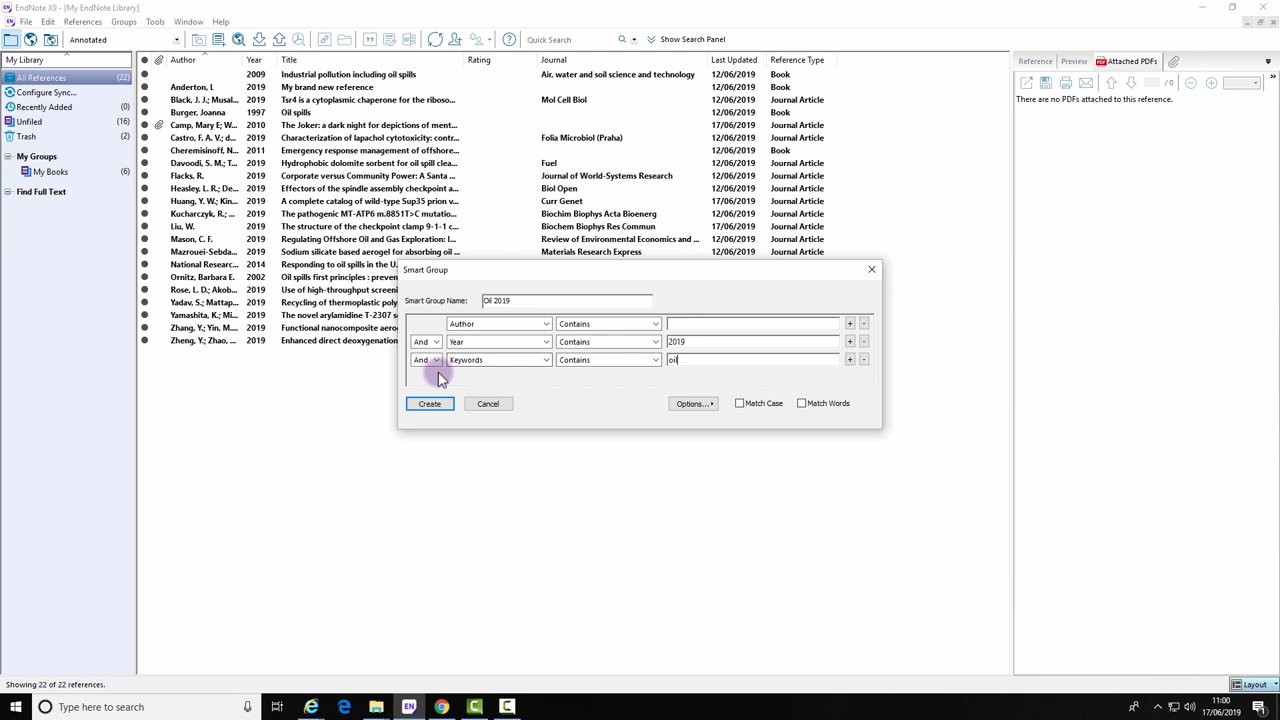 EndNote X9 - [My EndNote Library]
File Edit References Groups Tools Window Help
Annotated Quick Search Show Search Panel
My Library
All References (22)
Configure Sync...
Recently Added (0)
Unfiled (16)
Trash (2)
My Groups
My Books (6)
Find Full Text
Author Year Title Rating Journal Last Updated Reference Type
2009 Industrial pollution including oil spills Air, water and soil science and technology 12/06/2019 Book
Anderton, I. My brand new reference 12/06/2019 Book
Black, J. J.; Musal... 2019 Tsr4 is a cytoplasmic chaperone for the riboso... Mol Cell Biol 12/06/2019 Journal Article
Burger, Joanna 1997 Oil spills 12/06/2019 Book
Camp, Mary E; W... 2010 The Joker: a dark night for depictions of ment... 17/06/2019 Journal Article
Castro, F. A. V.; d... 2019 Characterization of lapachol cytotoxicity: contr... Folia Microbiol (Praha) 12/06/2019 Journal Article
Cheremisinoff, N... 2011 Emergency response management of offshore... 12/06/2019 Book
Davoodi, S. M.; T... 2019 Hydrophobic dolomite sorbent for oil spill clea... Fuel 12/06/2019 Journal Article
Flacks, R. 2019 Corporate versus Community Power: A Santa ... Journal of World-Systems Research 12/06/2019 Journal Article
Heasley, L. R.; De... 2019 Effects of the spindle assembly checkpoint a... Biol Open 12/06/2019 Journal Article
Huang, Y. W.; Kin... 2019 A complete catalog of wild-type Sup35 prion v... Curr Genet 17/06/2019 Journal Article
Kucharczyk, R.; ... 2019 The pathogenic MT-ATP6 m.8851T>C mutatio... Biochim Biophys Acta Bioenerg 12/06/2019 Journal Article
Liu, W. 2019 The structure of the checkpoint clamp 9-1-1 c... Biochem Biophys Res Commun 17/06/2019 Journal Article
Mason, C. F. 2019 Regulating Offshore Oil and Gas Exploration: I... Review of Environmental Economics and ... 12/06/2019 Journal Article
Mazrouei-Sebda... 2019 Sodium silicate based aerogel for absorbing oil ... Materials Research Express 12/06/2019 Journal Article
National Researc... 2014 Responding to oil spills in the U.
Ornitz, Barbara E. 2002 Oil spills first principles : preven
Rose, L. D.; Akob... 2019 Use of high-throughput screenin
Yadav, S.; Mattap... 2019 Recycling of thermoplastic poly
Yamashita, K.; M... 2019 The novel arylamidine T-2307 s
Zhang, Y.; Yin, M.... 2019 Functional nanocomposite aero
Zheng, Y.; Zhao, ... 2019 Enhanced direct deoxygenation
Smart Group
Smart Group Name: Oil 2019
Author Contains + -
And Year Contains 2019 + -
And Keywords Contains oil + -
Create Cancel Options... Match Case Match Words
Reference Preview Attached PDFs
/ 0
There are no PDFs attached to this reference.
Showing 22 of 22 references.
Layout
Type here to search
EN
11:00
17/06/2019